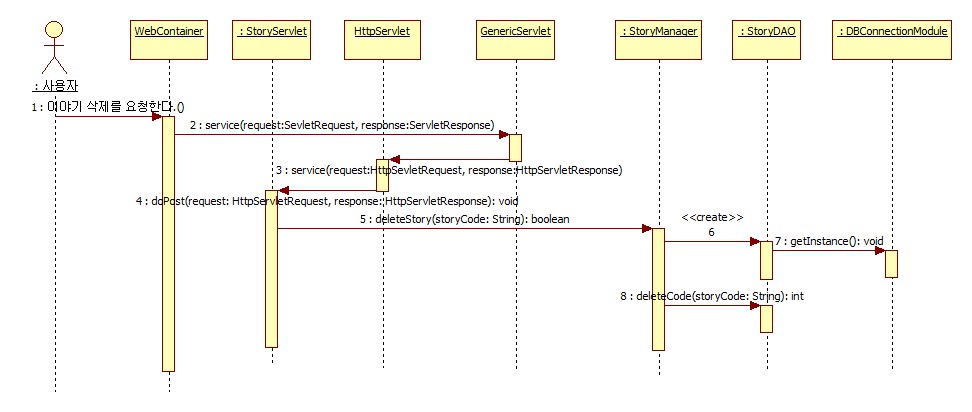 WebContainer
: StoryServlet
HttpServlet
GenericServlet
: StoryManager
: StoryDAO
: DBConnectionModule
: 사용자
1 : 이야기 삭제를 요청한다.()
2 : service(request:SevletRequest, response:ServletResponse)
3 : service(request:HttpSevletRequest, response:HttpServletResponse)
4 : doPost(request: HttpServletRequest, response: HttpServletResponse): void
5 : deleteStory(storyCode: String): boolean
<<create>>
6
7 : getInstance(): void
8 : deleteCode(storyCode: String): int